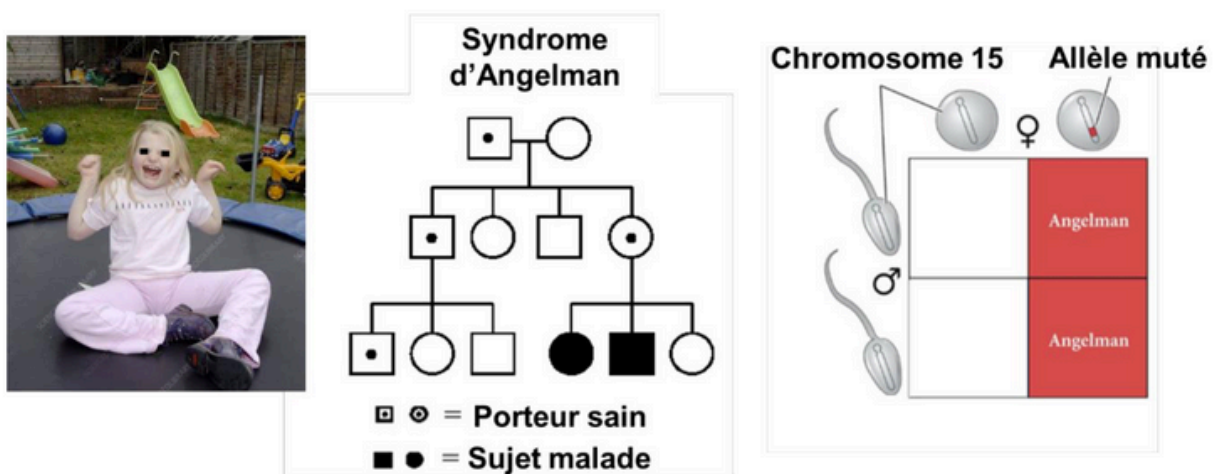 Syndrome
d’Angelman
= Porteur sain
= Sujet malade
Chromosome 15
Allèle muté
♀
♂
Angelman
Angelman